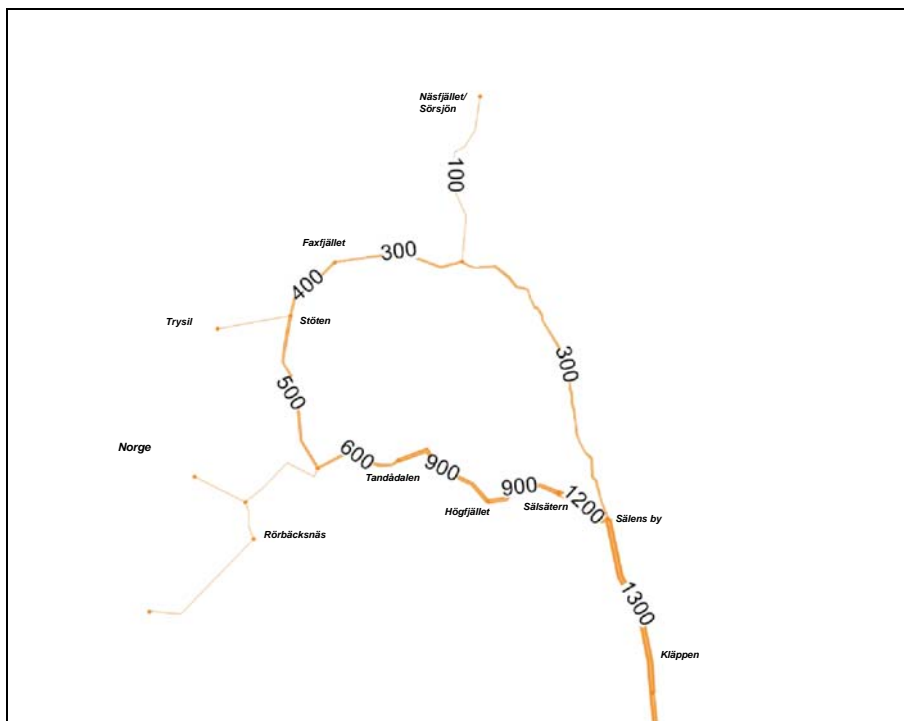 Näsfjället/
Sörsjön
100
Faxfjället
300
400
Trysil
Stöten
300
500
Norge
600
Tandådalen
900
Högfjället
900
Sälsätern
1200
Sälens by
Rörbäcksnäs
1300
Kläppen